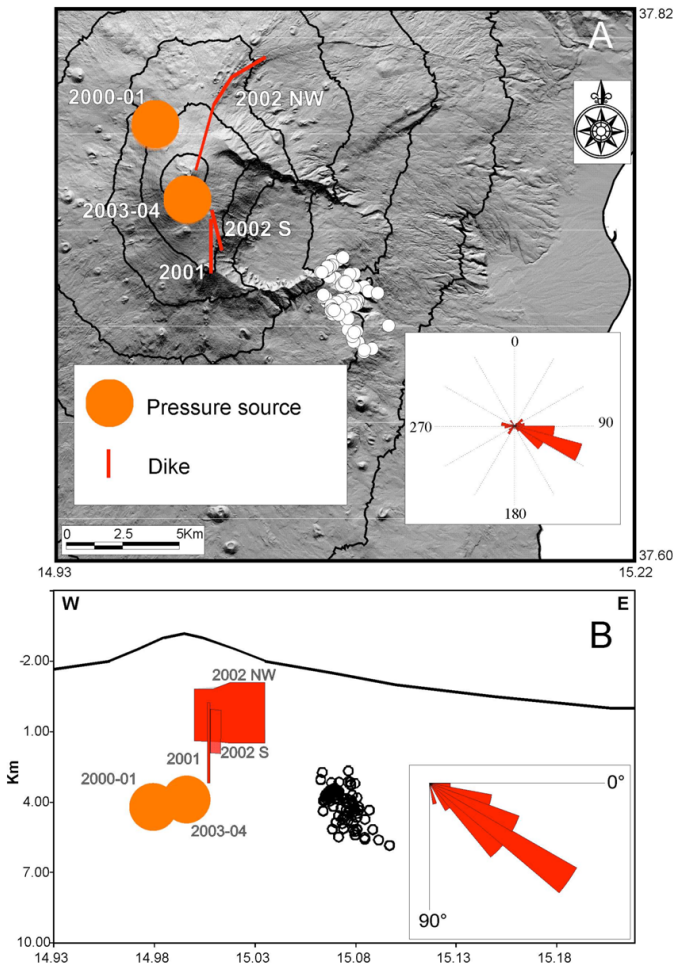 37.82
A
2000-01
2002 NW
2003-04
2002 S
2001
Pressure source
Dike
0
270
90
180
0
2.5
5Km
37.60
14.93
15.22
W
E
B
-2.00
2002 NW
1.00
2001
2002 S
Km
2000-01
4.00
2003-04
0°
7.00
90°
10.00
14.93
14.98
15.03
15.08
15.13
15.18